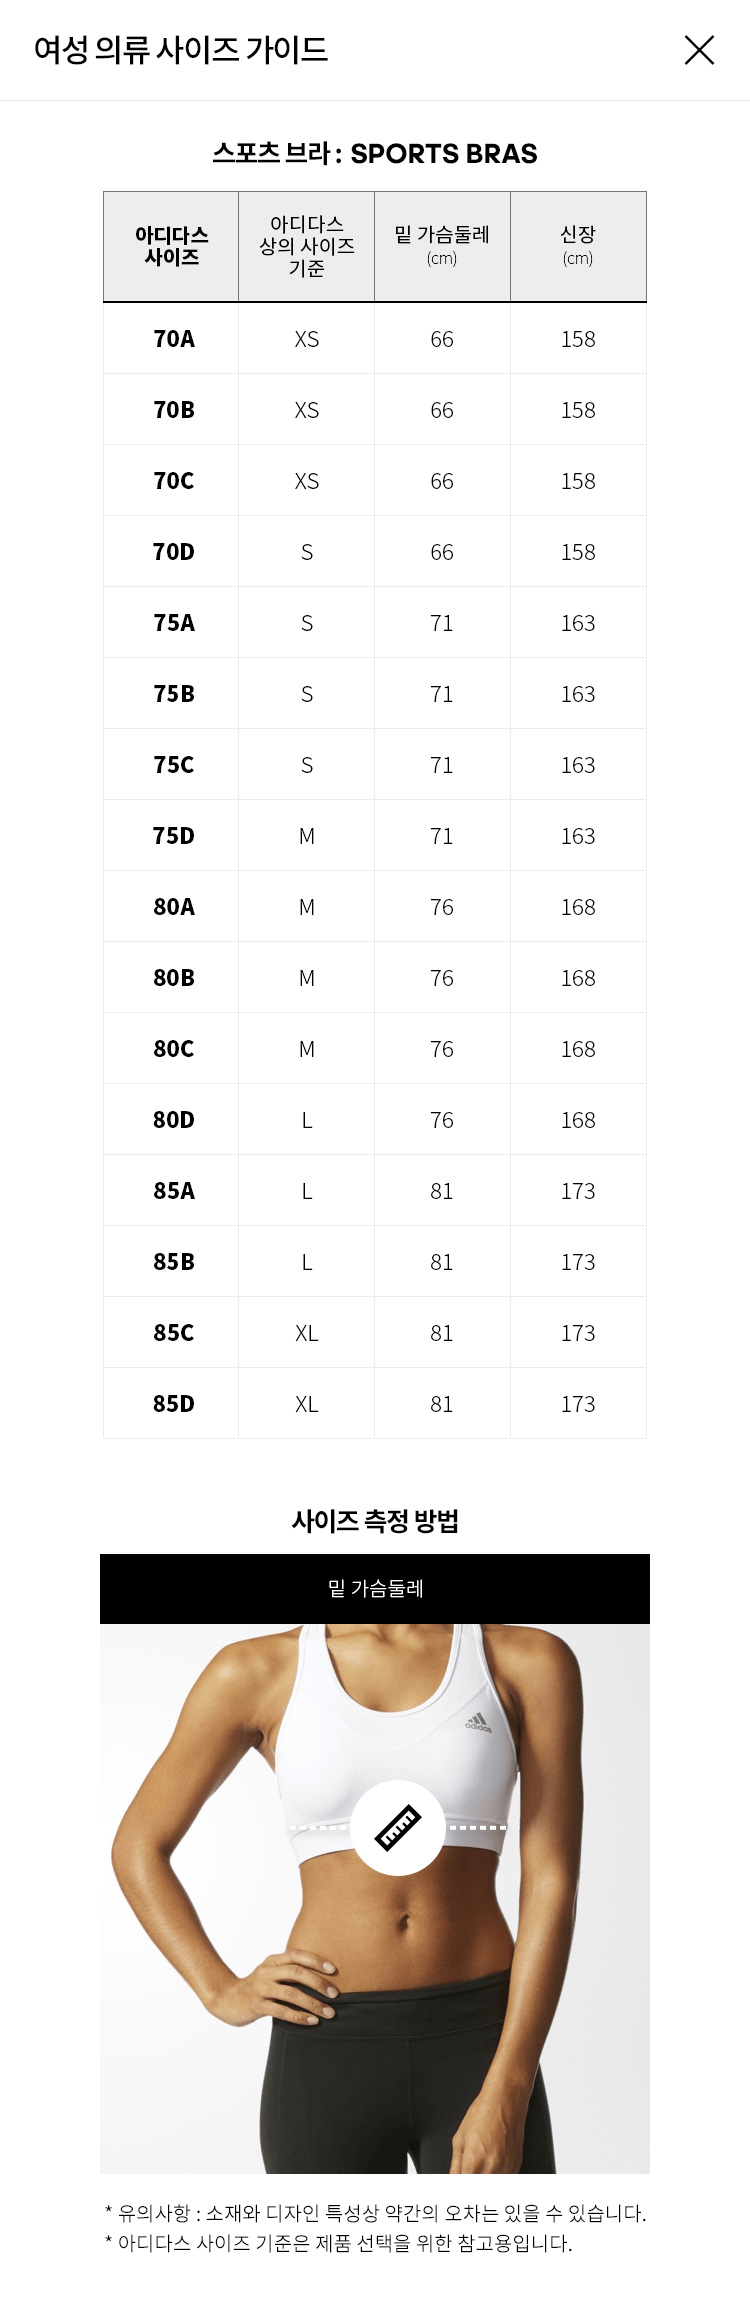 여성 의류 사이즈 가이드
스포츠 브라 : SPORTS BRAS
아디다스
사이즈
아디다스
상의 사이즈
기준
밑 가슴둘레
(cm)
신장
(cm)
70A XS 66 158
70B XS 66 158
70C XS 66 158
70D S 66 158
75A S 71 163
75B S 71 163
75C S 71 163
75D M 71 163
80A M 76 168
80B M 76 168
80C M 76 168
80D L 76 168
85A L 81 173
85B L 81 173
85C XL 81 173
85D XL 81 173
사이즈 측정 방법
밑 가슴둘레
adidas
* 유의사항 : 소재와 디자인 특성상 약간의 오차는 있을 수 있습니다.
* 아디다스 사이즈 기준은 제품 선택을 위한 참고용입니다.